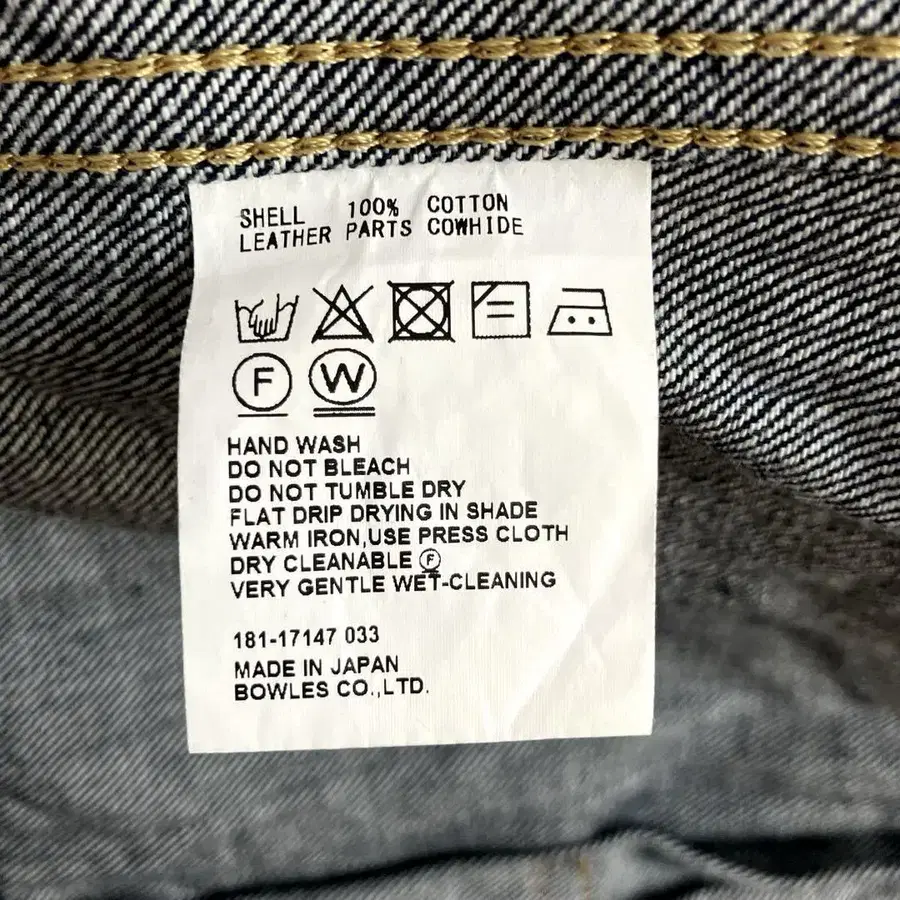 SHELL 100% COTTON
LEATHER PARTS COWHIDE
F W
HAND WASH
DO NOT BLEACH
DO NOT TUMBLE DRY
FLAT DRIP DRYING IN SHADE
WARM IRON,USE PRESS CLOTH
DRY CLEANABLE Ⓕ
VERY GENTLE WET-CLEANING
181-17147 033
MADE IN JAPAN
BOWLES CO.,LTD.